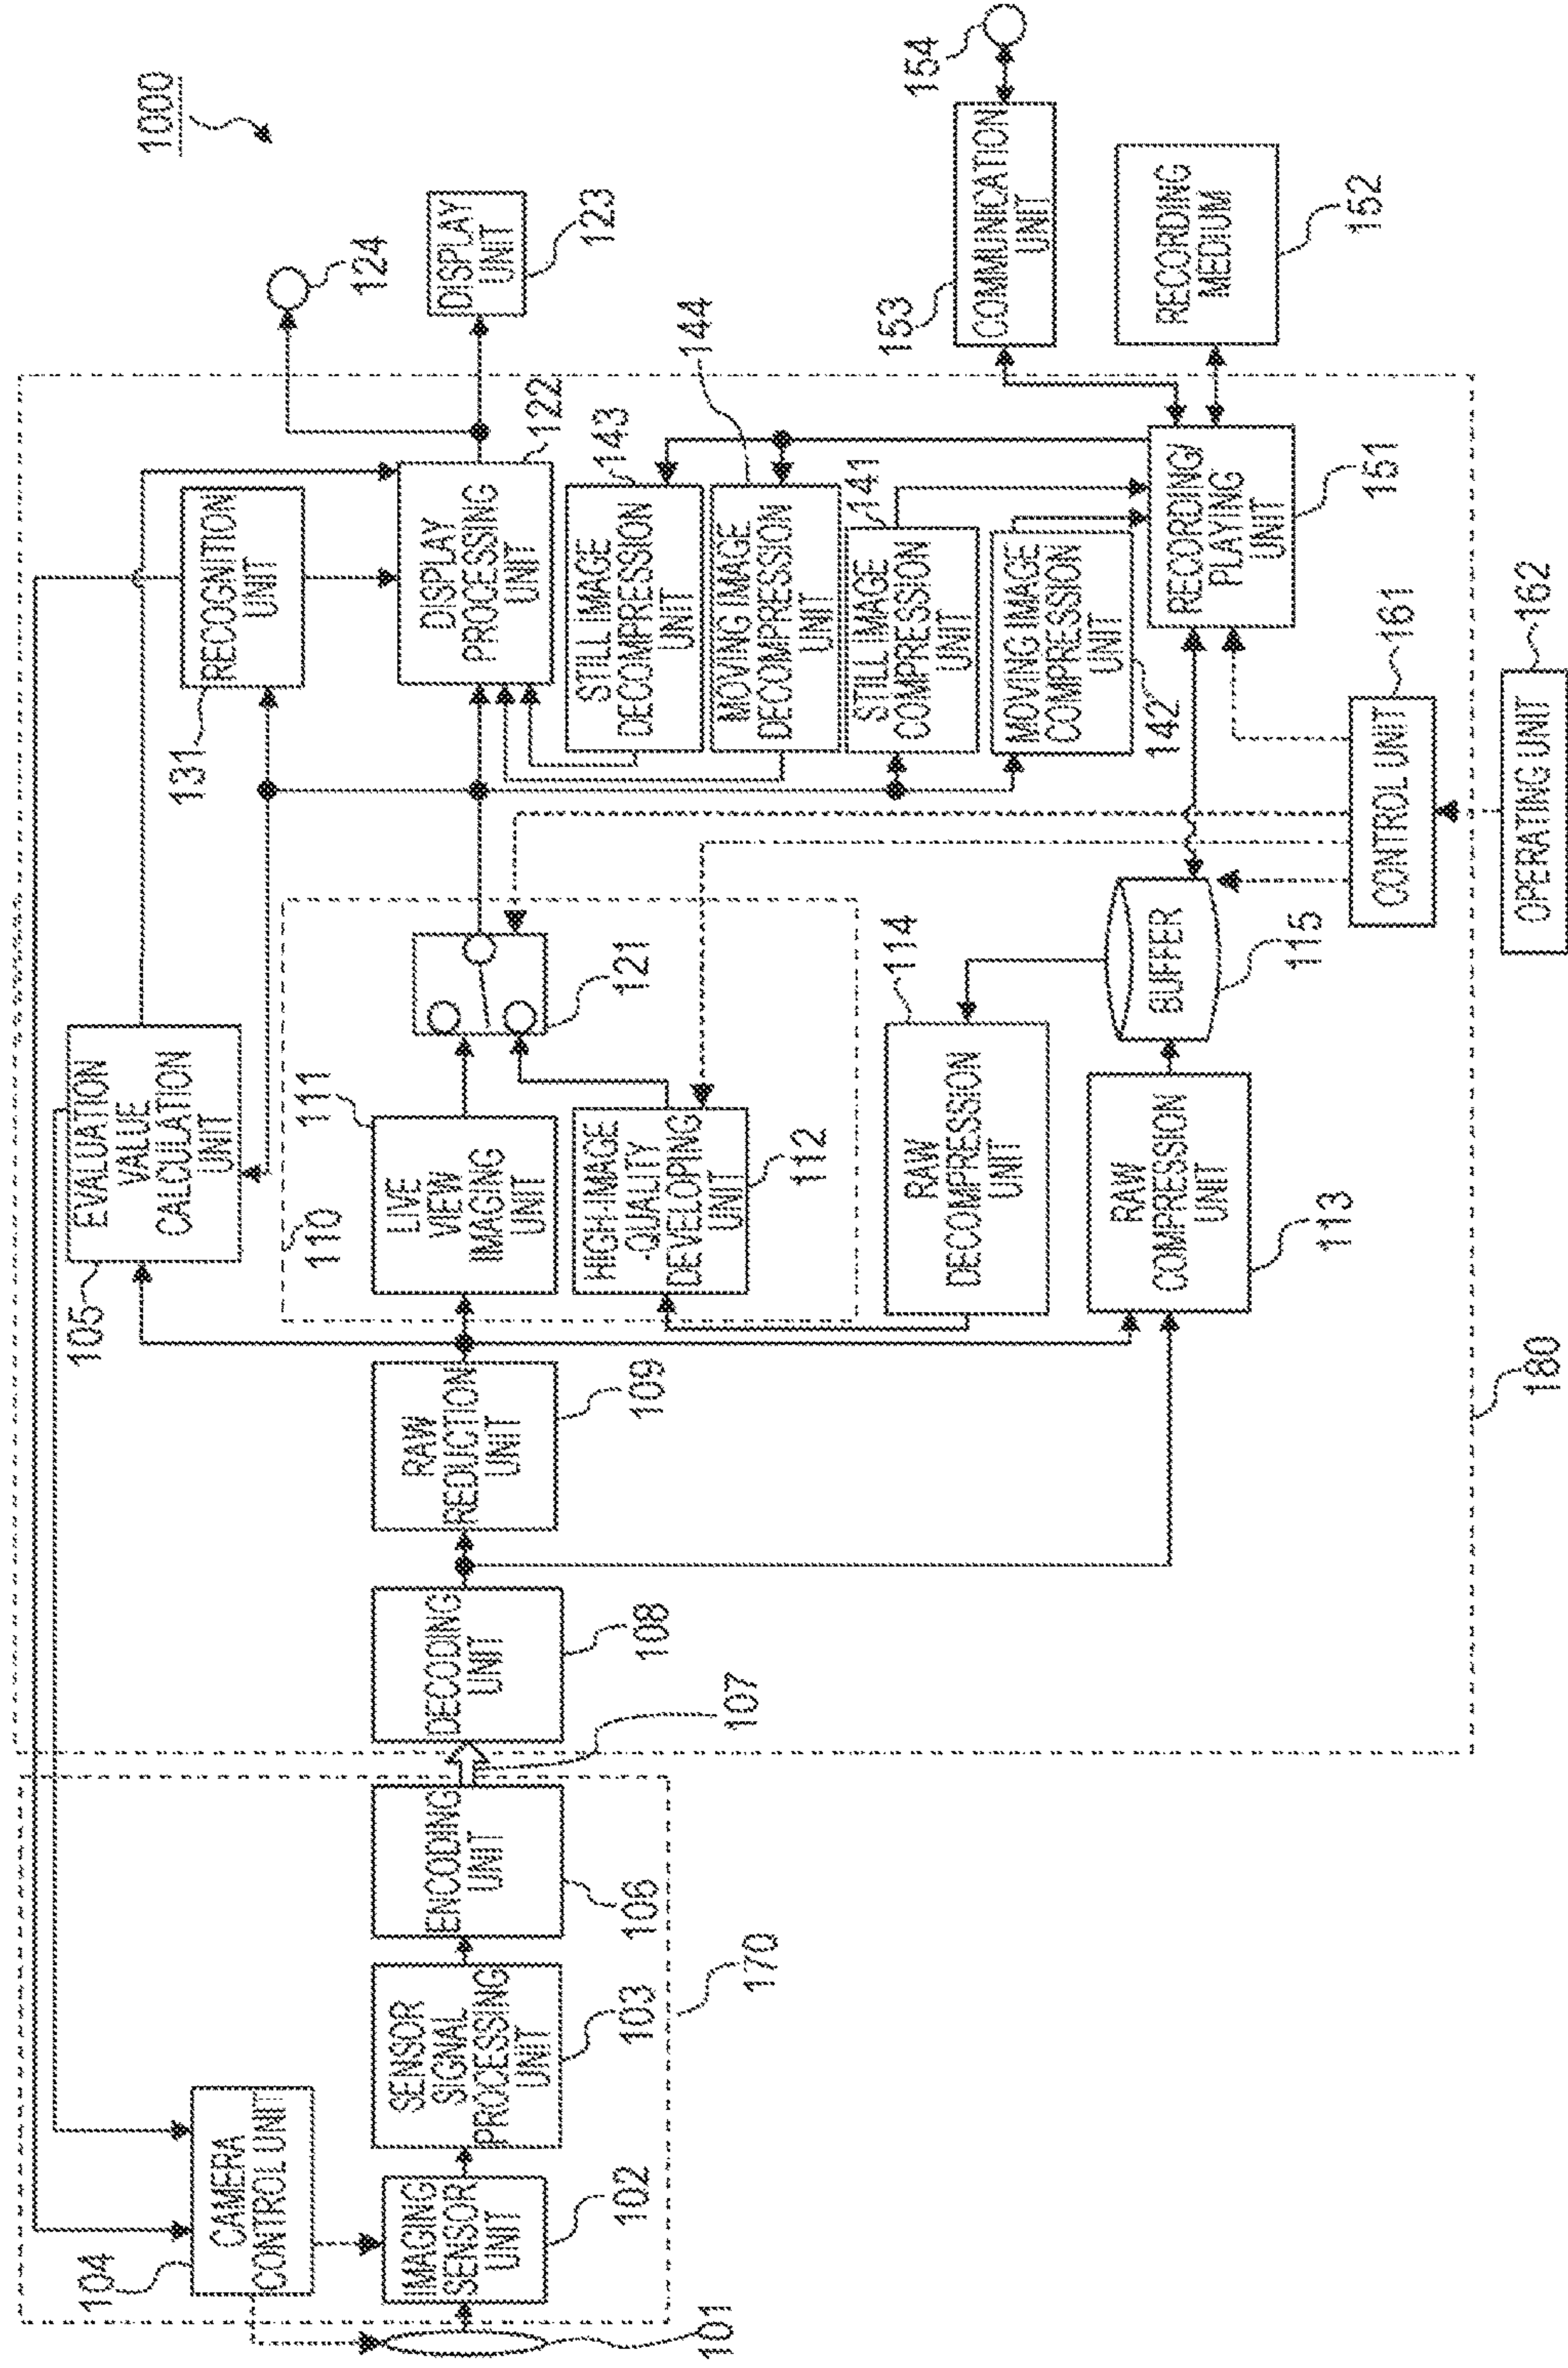 1000
124
DISPLAY
UNIT
123
154
COMMUNICATION
UNIT
153
RECORDING
MEDIUM
152
RECOGNITION
UNIT
131
DISPLAY
PROCESSING
UNIT
122
STILL IMAGE
DECOMPRESSION
UNIT
143
MOVING IMAGE
DECOMPRESSION
UNIT
144
STILL IMAGE
COMPRESSION
UNIT
141
MOVING IMAGE
COMPRESSION
UNIT
142
RECORDING/
PLAYING
UNIT
151
CONTROL UNIT
161
OPERATING UNIT
162
EVALUATION
VALUE
CALCULATION
UNIT
105
110
LIVE
VIEW
IMAGING
UNIT
111
121
HIGH-IMAGE
-QUALITY
DEVELOPING
UNIT
112
RAW
DECOMPRESSION
UNIT
114
BUFFER
115
RAW
COMPRESSION
UNIT
113
RAW
REDUCTION
UNIT
109
DECODING
UNIT
108
107
180
ENCODING
UNIT
106
SENSOR
SIGNAL
PROCESSING
UNIT
103
170
CAMERA
CONTROL UNIT
104
IMAGING
SENSOR
UNIT
102
101